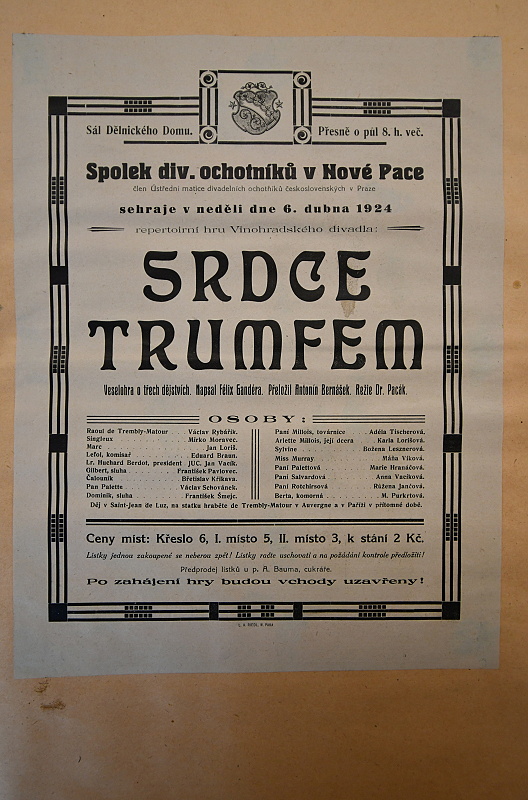 Sál Dělnického Domu.
Přesně o půl 8. h. več.
Spolek div. ochotníků v Nové Pace
člen Ústřední matice divadelních ochotníků československých v Praze
sehraje v neděli dne 6. dubna 1924
repertoirní hru Vinohradského divadla:
SRDCE
TRUMFEM
Veselohra o třech dějstvích. Napsal Félix Gandéra. Přeložil Antonín Bernášek. Režie Dr. Pacák.
OSOBY:
Raoul de Trembly-Matour . Václav Rybářík.
Singleux . . . . Mirko Moravec.
Marc . . . . Jan Loriš.
Lefol, komisař . . . Eduard Braun.
Lr. Huchard Berdot, president JUC. Jan Vacík.
Gilbert, sluha . . . František Pavlovec.
Čalouník . . . . Břetislav Křikava.
Pan Palette . . . Václav Schovánek.
Dominik, sluha . . . František Šmejc.
Paní Millois, továrnice . . Adéla Tischerová.
Arlette Millois, její dcera . Karla Lorišová.
Sylvine . . . . Božena Lesznerová.
Miss Murray . . . Máňa Víková.
Paní Palettová . . . Marie Hranáčová.
Paní Salvardová . . . Anna Vacíková.
Paní Rotchirsová . . . Růžena Jančová.
Berta, komorná . . . M. Purkrtová.
Děj v Saint-Jean de Luz, na statku hraběte de Trembly-Matour v Auvergne a v Paříži v přítomné době.
Ceny míst: Křeslo 6, I. místo 5, II. místo 3, k stání 2 Kč.
Lístky jednou zakoupené se neberou zpět! Lístky račte uschovati a na požádání kontrole předložiti!
Předprodej lístků u p. A. Bauma, cukráře.
Po zahájení hry budou vchody uzavřeny!